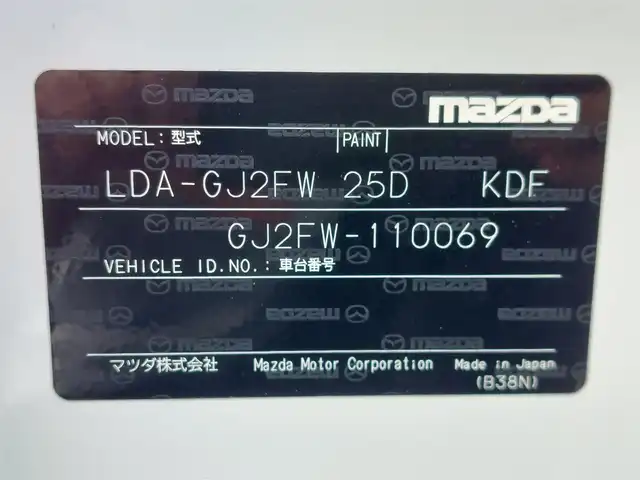 mazda
MODEL: 型式 PAINT
LDA-GJ2FW 25D KDF
GJ2FW-110069
VEHICLE ID.NO.: 車台番号
マツダ株式会社 Mazda Motor Corporation Made in Japan
(B38N)